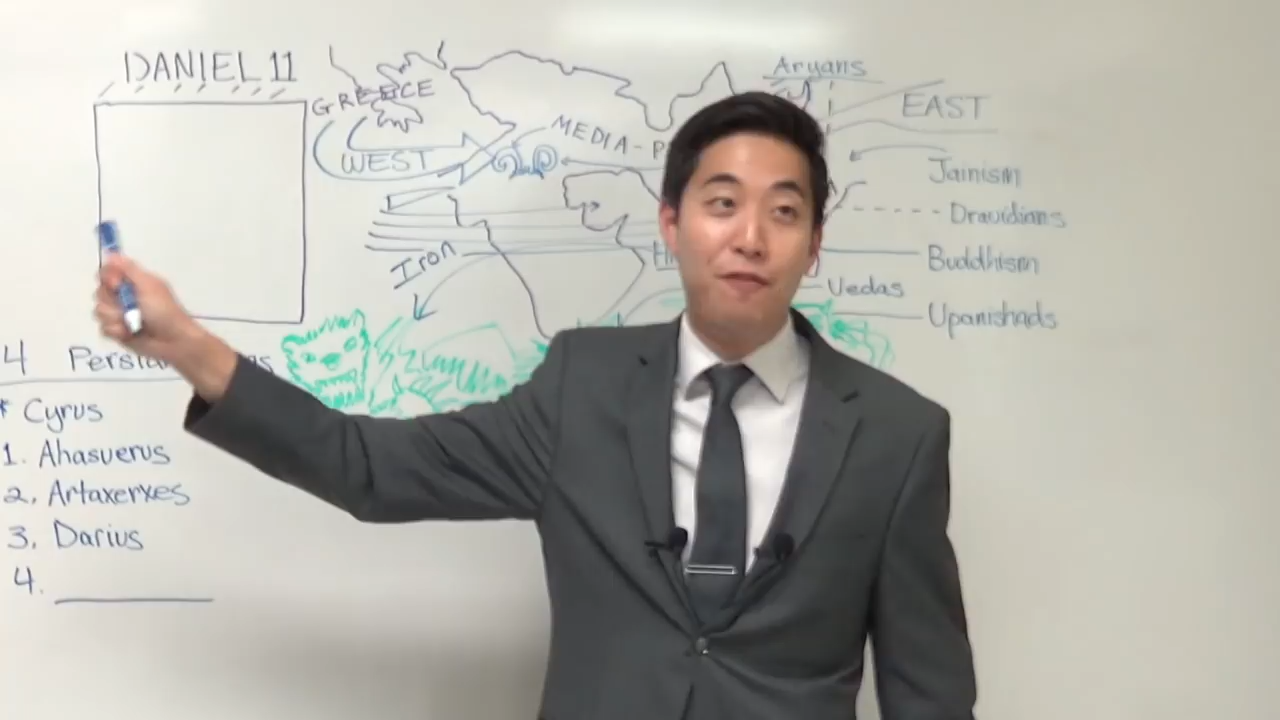 DANIEL 11
GREECE
WEST
MEDIA-P
Aryans
EAST
Jainism
Dravidians
Buddhism
Vedas
Upanishads
Iron
4 Persia
* Cyrus
1. Ahasuerus
2. Artaxerxes
3. Darius
4.